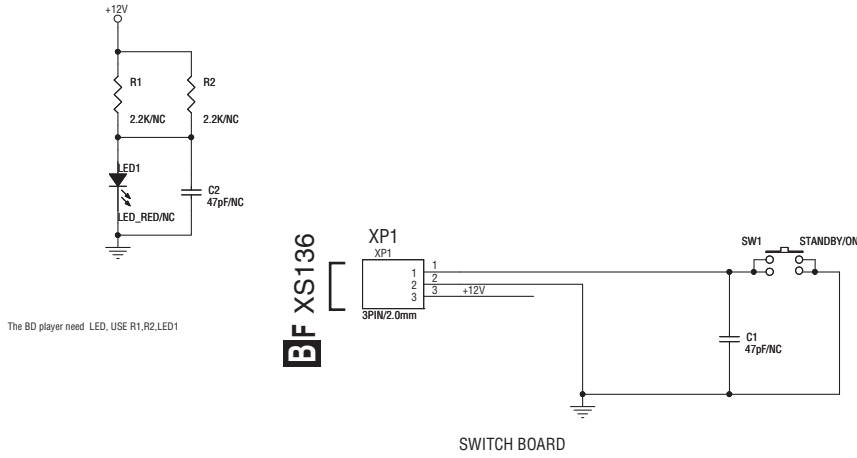 +12V
R1
R2
2.2K/NC
2.2K/NC
LED1
C2
47pF/NC
LED_RED/NC
The BD player need LED, USE R1,R2,LED1
B F XS136
XP1
XP1
1
2
3
1
2
3
+12V
3PIN/2.0mm
SW1
STANDBY/ON
C1
47pF/NC
SWITCH BOARD